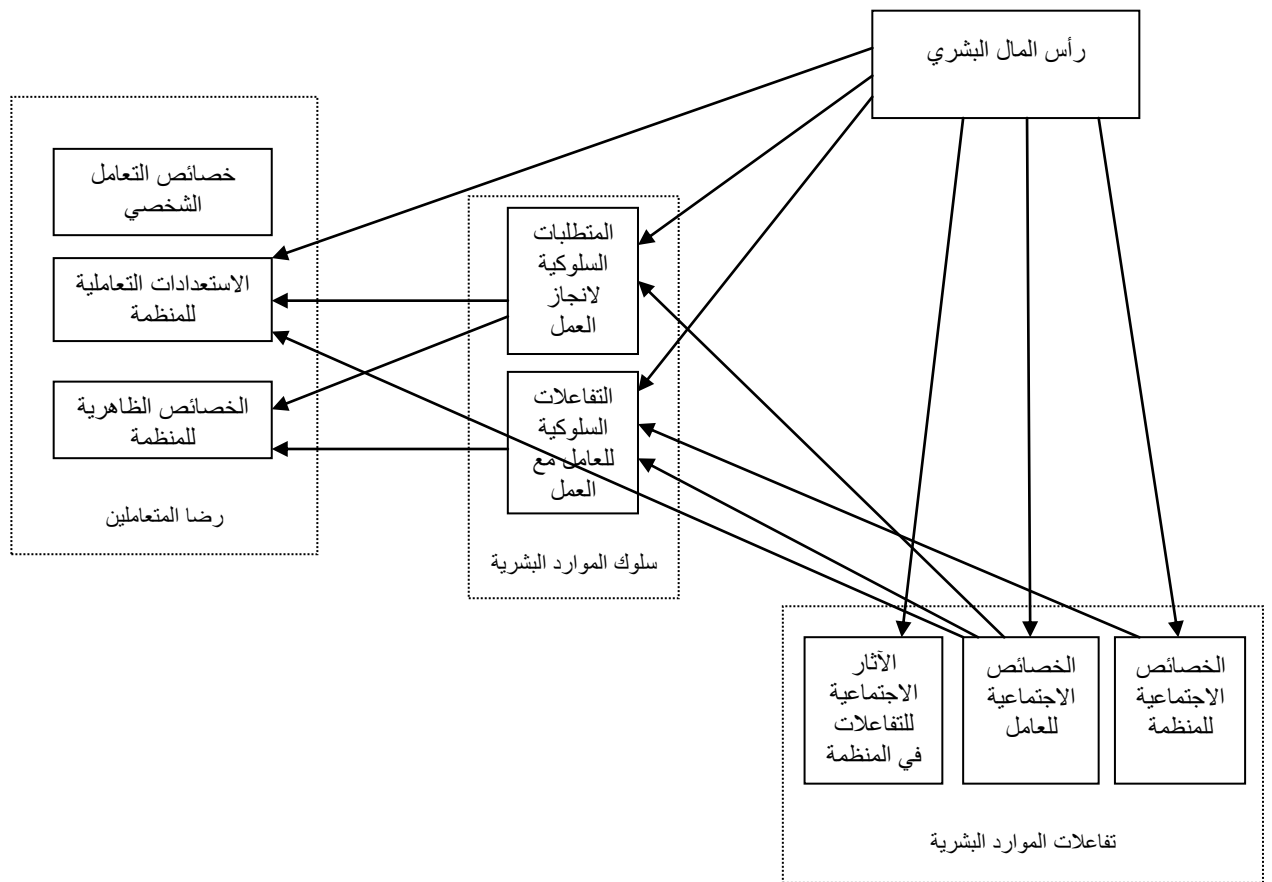 رأس المال البشري
خصائص التعامل
الشخصي
الاستعدادات التعاملية
للمنظمة
الخصائص الظاهرية
للمنظمة
رضا المتعاملين
المتطلبات
السلوكية
لانجاز
العمل
التفاعلات
السلوكية
للعامل مع
العمل
سلوك الموارد البشرية
الخصائص
الاجتماعية
للمنظمة
الخصائص
الاجتماعية
للعامل
الآثار
الاجتماعية
للتفاعلات
في المنظمة
تفاعلات الموارد البشرية